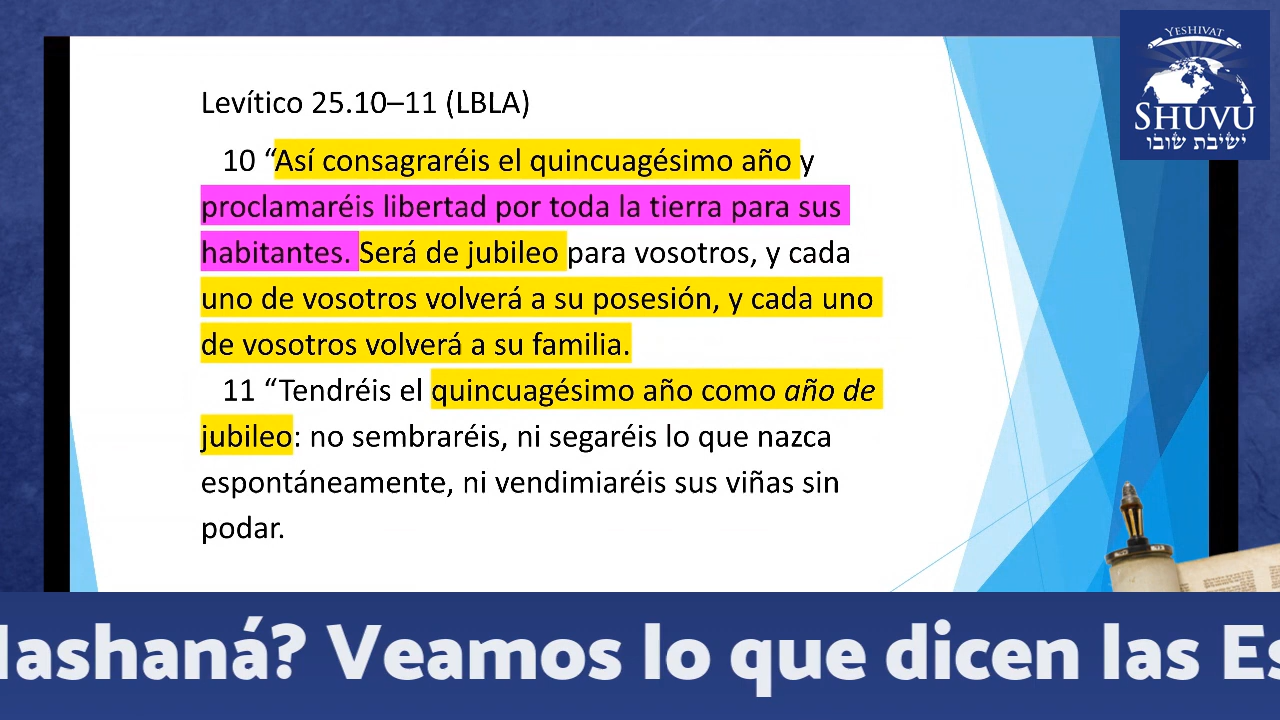 YESHIVAT
SHUVU
ישיבת שובו
Levítico 25.10–11 (LBLA)
10 “Así consagraréis el quincuagésimo año y
proclamaréis libertad por toda la tierra para sus
habitantes. Será de jubileo para vosotros, y cada
uno de vosotros volverá a su posesión, y cada uno
de vosotros volverá a su familia.
11 “Tendréis el quincuagésimo año como año de
jubileo: no sembraréis, ni segaréis lo que nazca
espontáneamente, ni vendimiaréis sus viñas sin
podar.
Hashaná? Veamos lo que dicen las Es